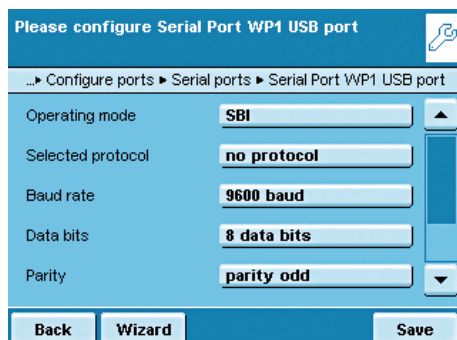 Please configure Serial Port WP1 USB port
...▸ Configure ports ▸ Serial ports ▸ Serial Port WP1 USB port
Operating mode SBI
Selected protocol no protocol
Baud rate 9600 baud
Data bits 8 data bits
Parity parity odd
Back Wizard Save